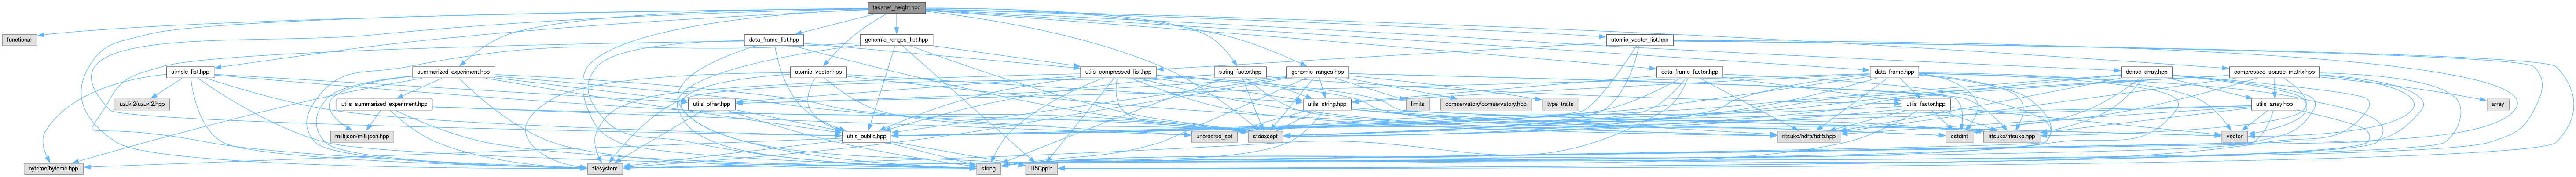 takane/_height.hpp
functional
data_frame_list.hpp
genomic_ranges_list.hpp
atomic_vector_list.hpp
simple_list.hpp
summarized_experiment.hpp
atomic_vector.hpp
utils_compressed_list.hpp
string_factor.hpp
genomic_ranges.hpp
data_frame_factor.hpp
data_frame.hpp
dense_array.hpp
compressed_sparse_matrix.hpp
uzuki2/uzuki2.hpp
utils_summarized_experiment.hpp
utils_other.hpp
utils_string.hpp
limits
comservatory/comservatory.hpp
type_traits
utils_factor.hpp
utils_array.hpp
array
millijson/millijson.hpp
utils_public.hpp
unordered_set
stdexcept
ritsuko/hdf5/hdf5.hpp
cstdint
ritsuko/ritsuko.hpp
vector
byteme/byteme.hpp
filesystem
string
H5Cpp.h